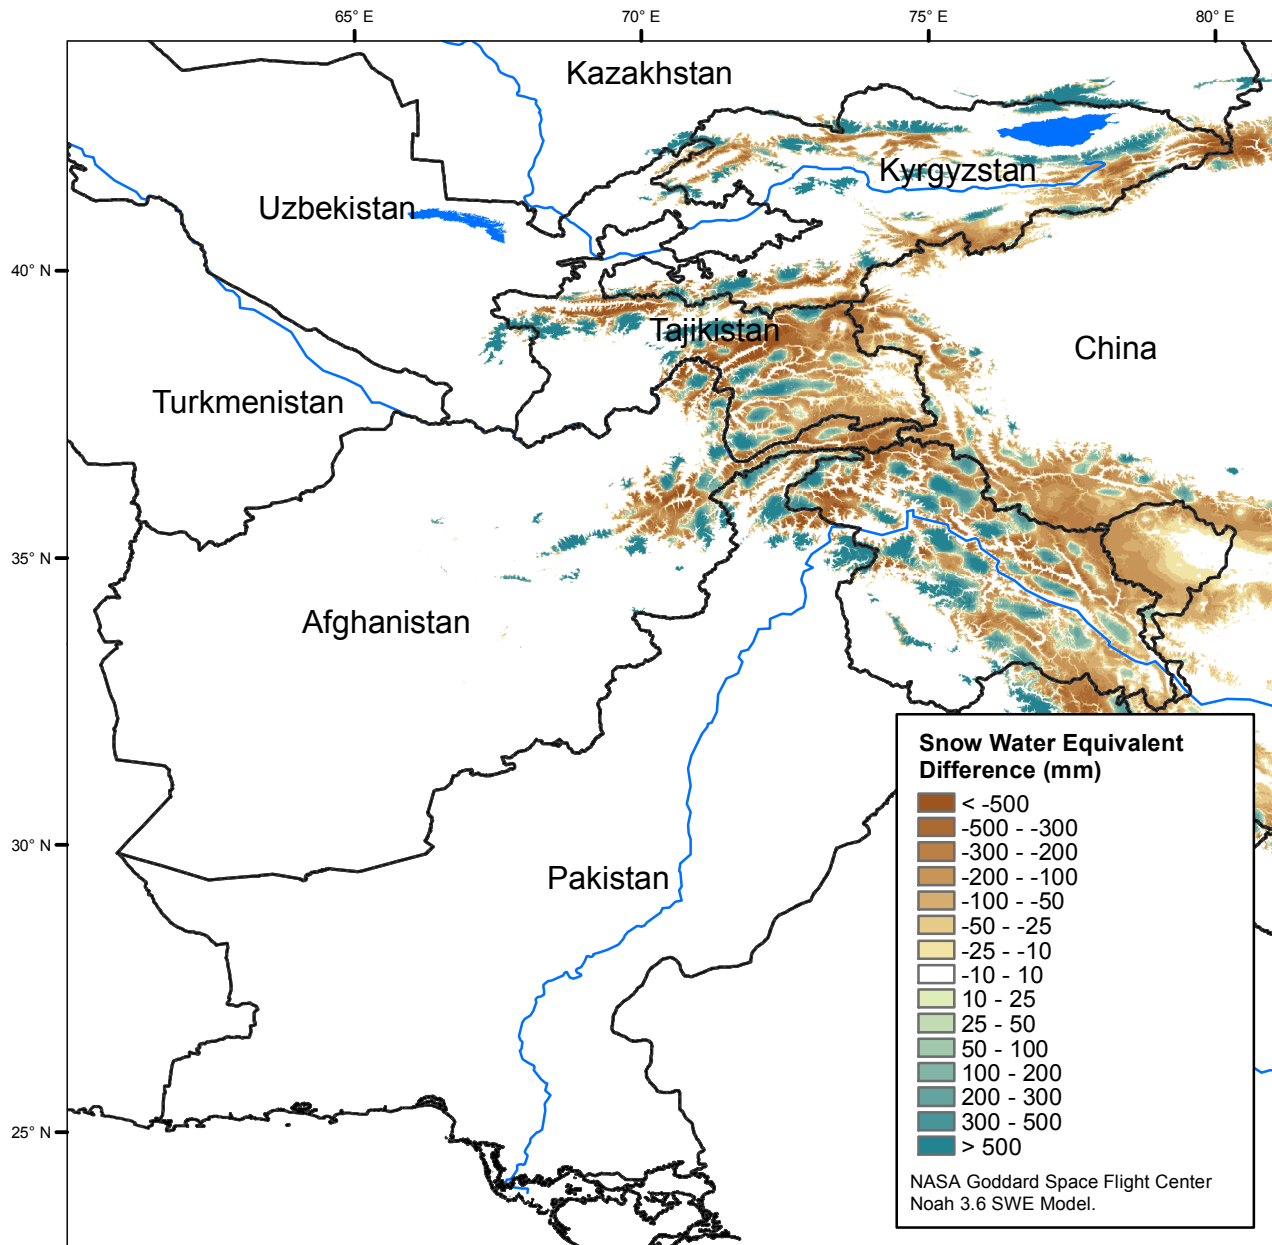 65° E
70° E
75° E
80° E
Kazakhstan
Kyrgyzstan
Uzbekistan
40° N
Tajikistan
China
Turkmenistan
35° N
Afghanistan
30° N
Pakistan
25° N
Snow Water Equivalent
Difference (mm)
< -500
-500 - -300
-300 - -200
-200 - -100
-100 - -50
-50 - -25
-25 - -10
-10 - 10
10 - 25
25 - 50
50 - 100
100 - 200
200 - 300
300 - 500
> 500
NASA Goddard Space Flight Center
Noah 3.6 SWE Model.